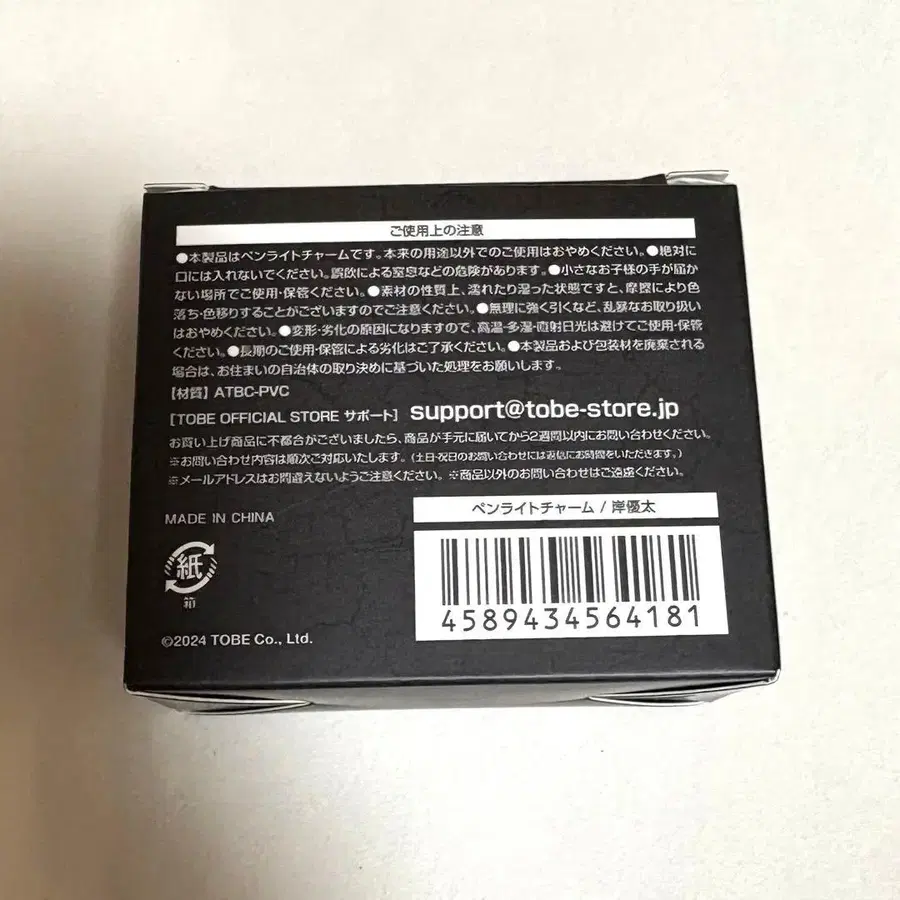 ご使用上の注意
●本製品はペンライトチャームです。本来の用途以外でのご使用はおやめください。●絶対に
口には入れないでください。誤飲による窒息などの危険があります。●小さなお子様の手が届か
ない場所でご使用・保管ください。●素材の性質上、濡れたり湿った状態ですと、摩擦により色
落ち・色移りすることがございますのでご注意ください。●無理に強く引くなど、乱暴なお取り扱い
はおやめください。●変形・劣化の原因になりますので、高温・多湿・直射日光は避けてご使用・保管
ください。●長期のご使用・保管による劣化はご了承ください。●本製品および包装材を廃棄される
場合は、お住まいの自治体の取り決めに基づいた処理をお願いします。
【材質】ATBC-PVC
[TOBE OFFICIAL STORE サポート] support@tobe-store.jp
お買い上げ商品に不都合がございましたら、商品が手元に届いてから2週間以内にお問い合わせください。
※お問い合わせ内容は順次ご対応いたします。(土日・祝日のお問い合わせには返信にお時間をいただきます。)
※メールアドレスはお間違えないようご注意ください。※商品以外のお問い合わせはご遠慮ください。
MADE IN CHINA
ペンライトチャーム / 岸優太
4589434564181
紙
箱
©2024 TOBE Co., Ltd.